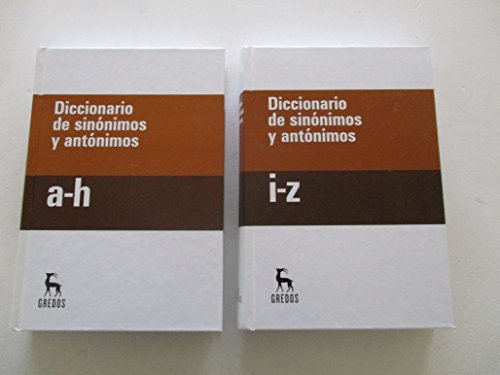 Diccionario
de sinónimos
y antónimos
a-h
GREDOS
Diccionario
de sinónimos
y antónimos
i-z
GREDOS